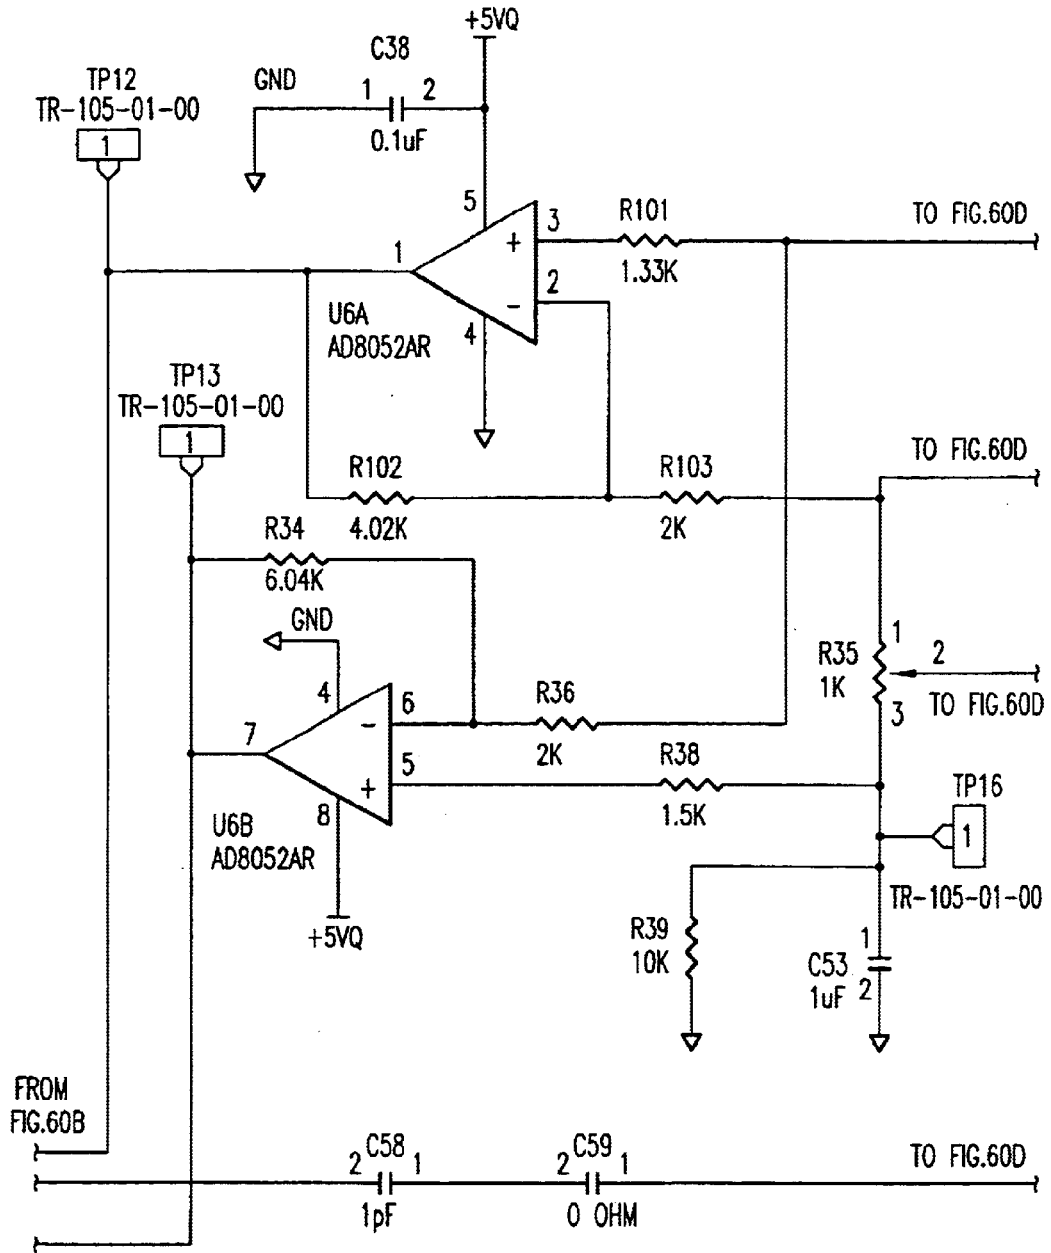 +5VQ
C38
GND
1
2
0.1uF
TP12
TR-105-01-00
1
5
3
R101
1.33K
TO FIG.60D
1
+
2
-
4
U6A
AD8052AR
TP13
TR-105-01-00
1
R102
4.02K
R103
2K
TO FIG.60D
R34
6.04K
GND
4
6
-
R36
2K
R35
1K
1
2
3
TO FIG.60D
7
5
+
R38
1.5K
8
U6B
AD8052AR
+5VQ
TP16
1
TR-105-01-00
R39
10K
C53
1uF
1
2
FROM
FIG.60B
2
C58
1
1pF
2
C59
1
0 OHM
TO FIG.60D